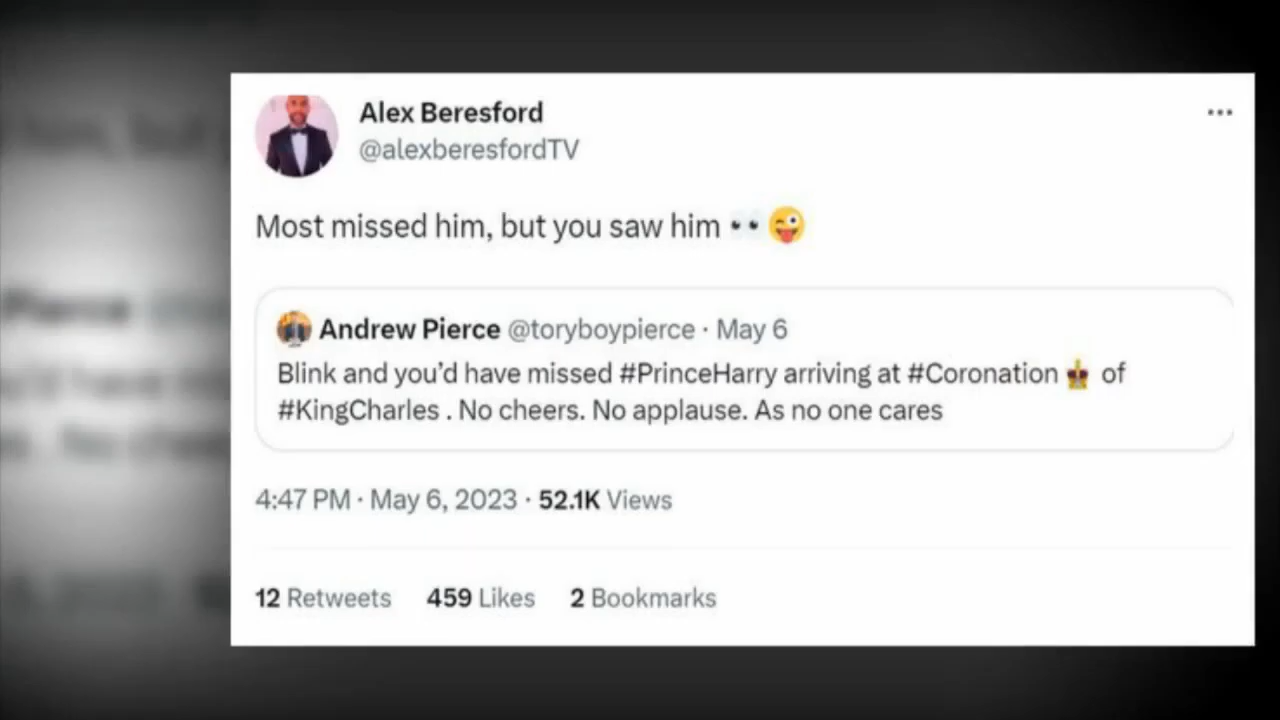 Alex Beresford
@alexberesfordTV
Most missed him, but you saw him 👀😜
Andrew Pierce @toryboypierce · May 6
Blink and you'd have missed #PrinceHarry arriving at #Coronation of
#KingCharles . No cheers. No applause. As no one cares
4:47 PM · May 6, 2023 · 52.1K Views
12 Retweets 459 Likes 2 Bookmarks